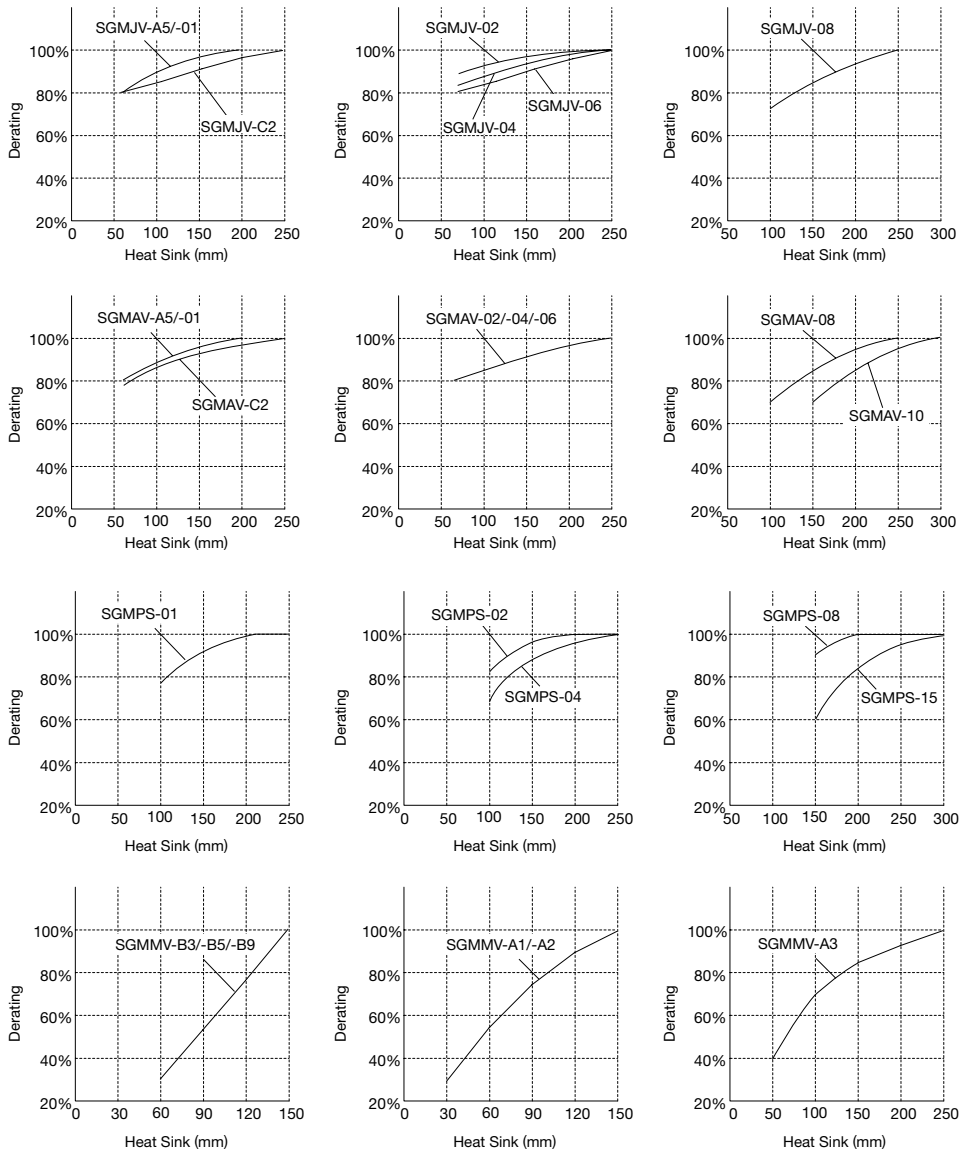 SGMJV-A5/-01
100%
80%
60%
40%
20%
Derating
SGMJV-C2
0 50 100 150 200 250
Heat Sink (mm)
SGMJV-02
100%
80%
60%
40%
20%
Derating
SGMJV-06
SGMJV-04
0 50 100 150 200 250
Heat Sink (mm)
SGMJV-08
100%
80%
60%
40%
20%
Derating
50 100 150 200 250 300
Heat Sink (mm)
SGMAV-A5/-01
100%
80%
60%
40%
20%
Derating
SGMAV-C2
0 50 100 150 200 250
Heat Sink (mm)
SGMAV-02/-04/-06
100%
80%
60%
40%
20%
Derating
0 50 100 150 200 250
Heat Sink (mm)
SGMAV-08
100%
80%
60%
40%
20%
Derating
SGMAV-10
50 100 150 200 250 300
Heat Sink (mm)
SGMPS-01
100%
80%
60%
40%
20%
Derating
0 50 100 150 200 250
Heat Sink (mm)
SGMPS-02
100%
80%
60%
40%
20%
Derating
SGMPS-04
0 50 100 150 200 250
Heat Sink (mm)
SGMPS-08
100%
80%
60%
40%
20%
Derating
SGMPS-15
50 100 150 200 250 300
Heat Sink (mm)
100%
80%
60%
40%
20%
Derating
SGMMV-B3/-B5/-B9
0 30 60 90 120 150
Heat Sink (mm)
100%
80%
60%
40%
20%
Derating
SGMMV-A1/-A2
0 30 60 90 120 150
Heat Sink (mm)
100%
80%
60%
40%
20%
Derating
SGMMV-A3
0 50 100 150 200 250
Heat Sink (mm)